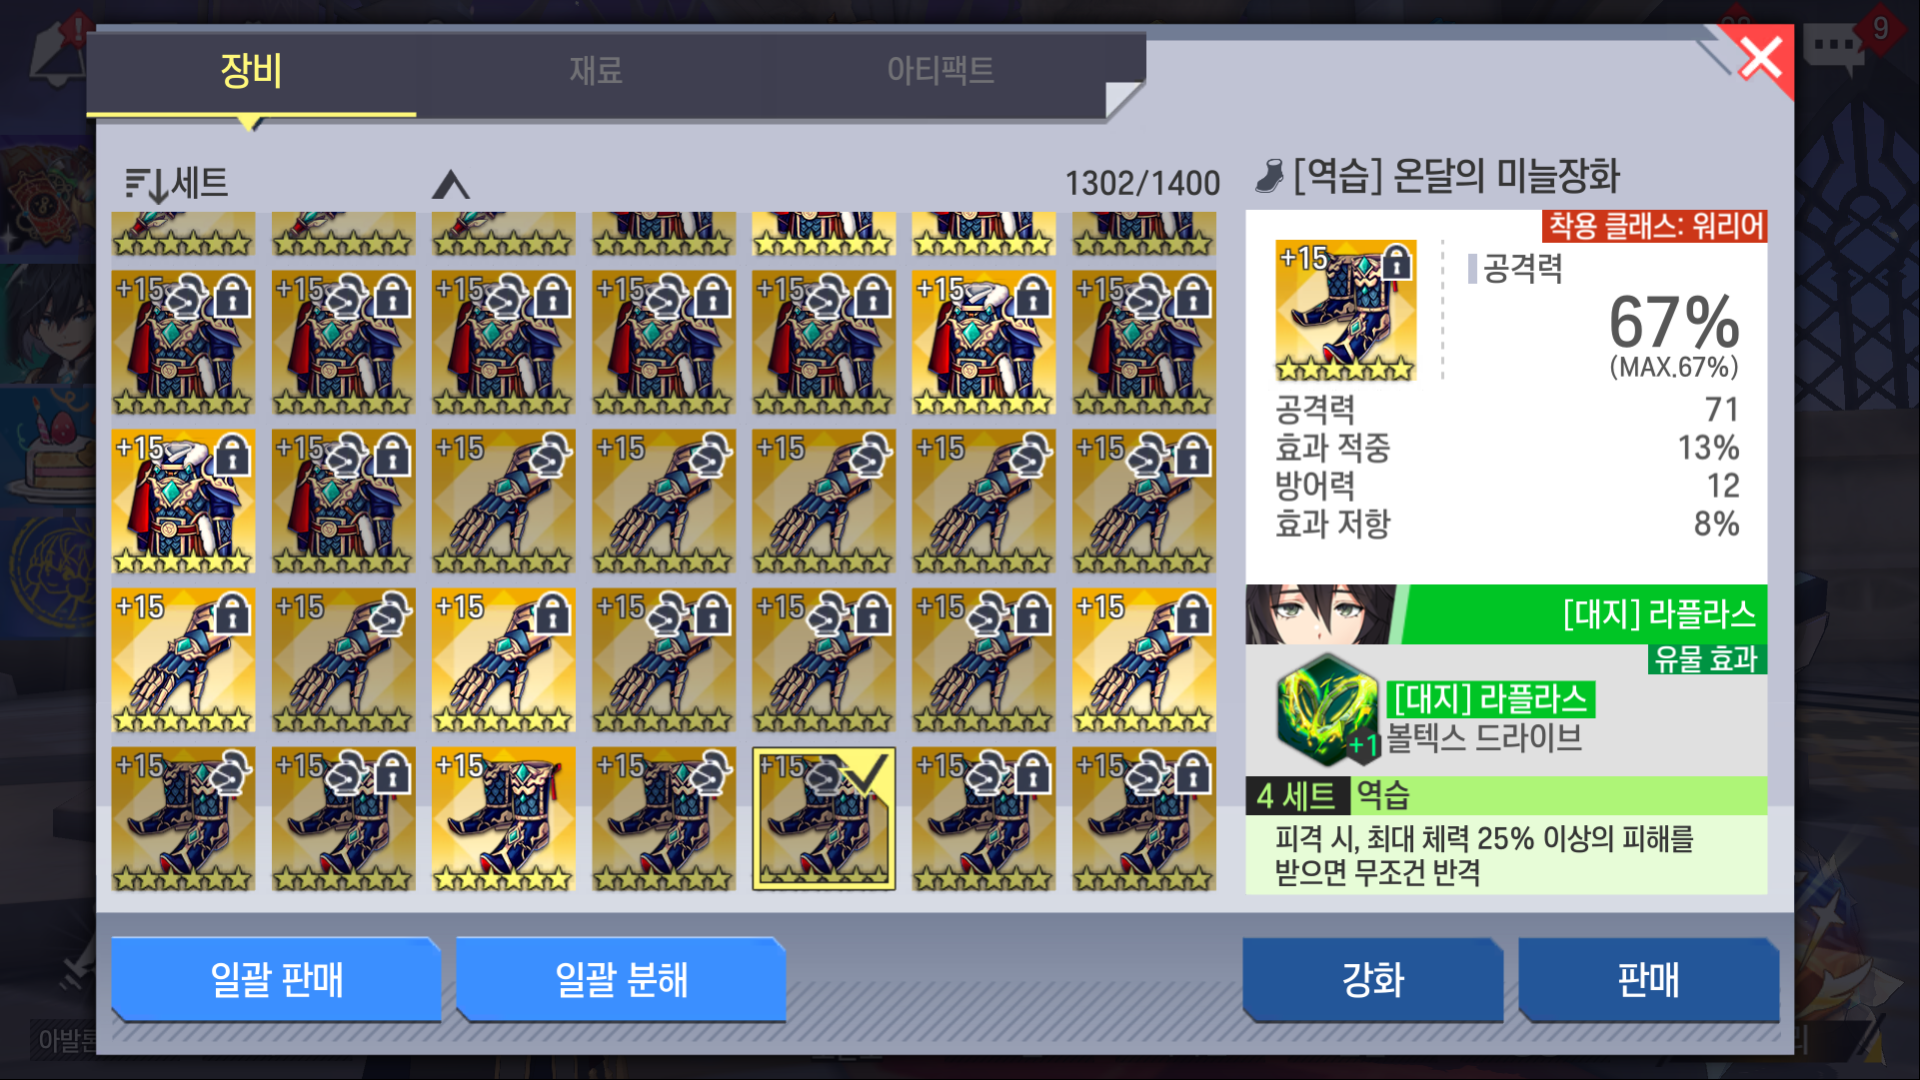 장비 재료 아티팩트
9
세트 1302/1400
[역습] 온달의 미늘장화
착용 클래스: 워리어
+15 +15 +15 +15 +15 +15 +15
+15 공격력
67%
(MAX.67%)
공격력 71
효과 적중 13%
방어력 12
효과 저항 8%
+15 +15 +15 +15 +15 +15 +15
+15 +15 +15 +15 +15 +15 +15
[대지] 라플라스
유물 효과
[대지] 라플라스
+1 볼텍스 드라이브
+15 +15 +15 +15 +15 +15 +15
4 세트 역습
피격 시, 최대 체력 25% 이상의 피해를
받으면 무조건 반격
일괄 판매 일괄 분해 강화 판매
아발론